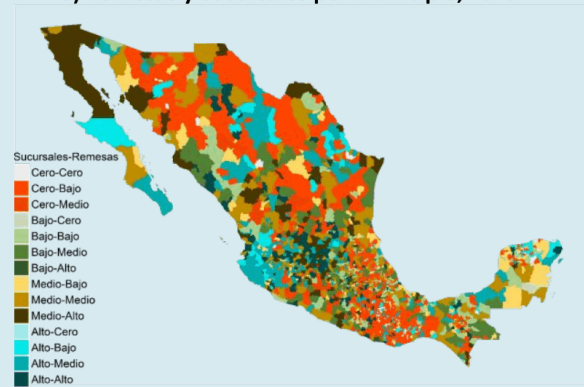 Sucursales-Remesas
Cero-Cero
Cero-Bajo
Cero-Medio
Bajo-Cero
Bajo-Bajo
Bajo-Medio
Bajo-Alto
Medio-Bajo
Medio-Medio
Medio-Alto
Alto-Cero
Alto-Bajo
Alto-Medio
Alto-Alto